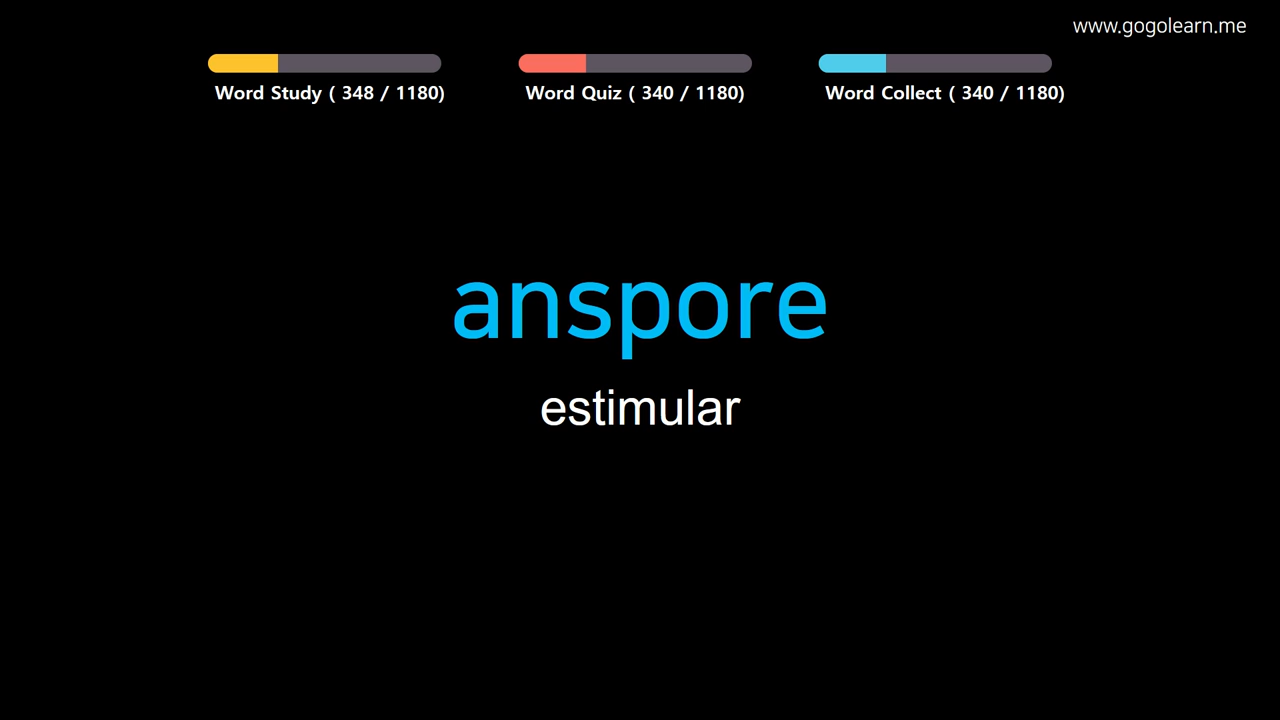 www.gogolearn.me
Word Study ( 348 / 1180)
Word Quiz ( 340 / 1180)
Word Collect ( 340 / 1180)
anspore
estimular